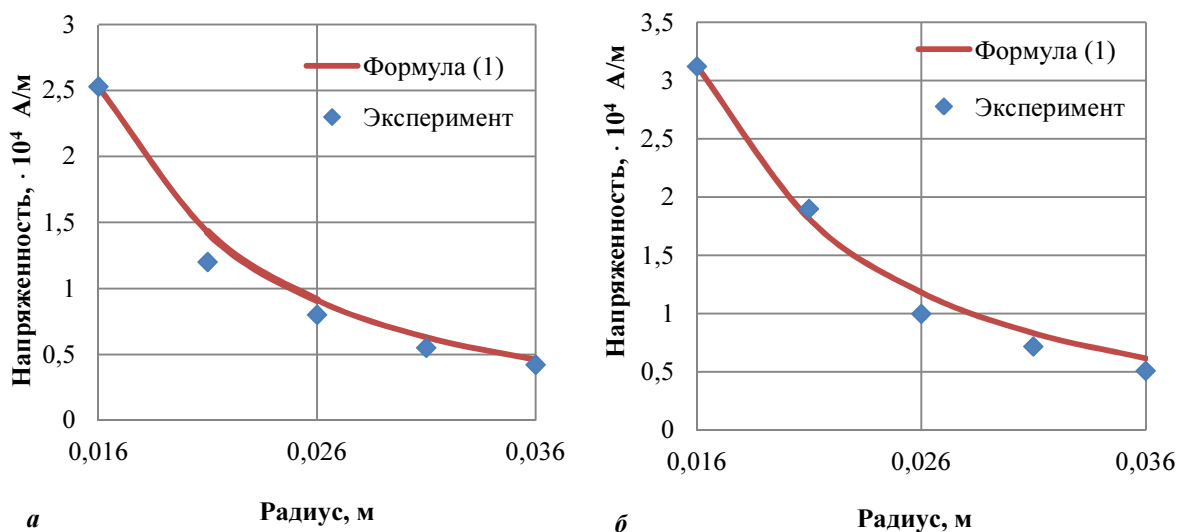 Напряженность, · 10⁴ А/м
3
2,5
2
1,5
1
0,5
0
0,016
0,026
0,036
Формула (1)
Эксперимент
Радиус, м
а
Напряженность, · 10⁴ А/м
3,5
3
2,5
2
1,5
1
0,5
0
0,016
0,026
0,036
Формула (1)
Эксперимент
Радиус, м
б